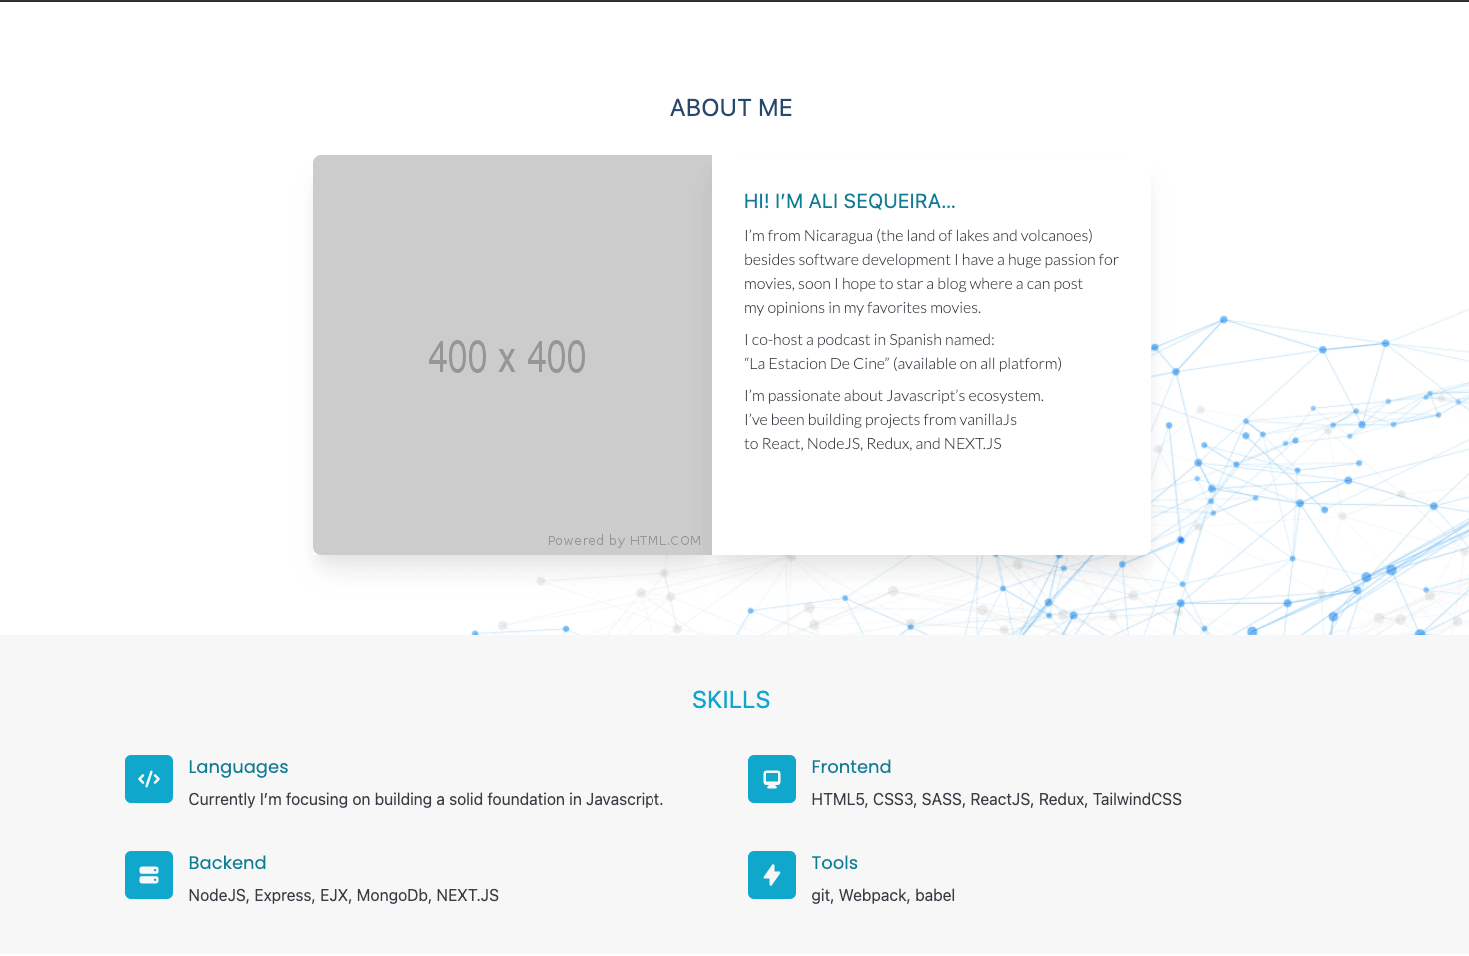 ABOUT ME
400 x 400
Powered by HTML.COM
HI! I’M ALI SEQUEIRA...
I’m from Nicaragua (the land of lakes and volcanoes)
besides software development I have a huge passion for
movies, soon I hope to star a blog where a can post
my opinions in my favorites movies.
I co-host a podcast in Spanish named:
“La Estacion De Cine” (available on all platform)
I’m passionate about Javascript’s ecosystem.
I’ve been building projects from vanillaJs
to React, NodeJS, Redux, and NEXT.JS
SKILLS
Languages
Currently I’m focusing on building a solid foundation in Javascript.
Frontend
HTML5, CSS3, SASS, ReactJS, Redux, TailwindCSS
Backend
NodeJS, Express, EJX, MongoDb, NEXT.JS
Tools
git, Webpack, babel